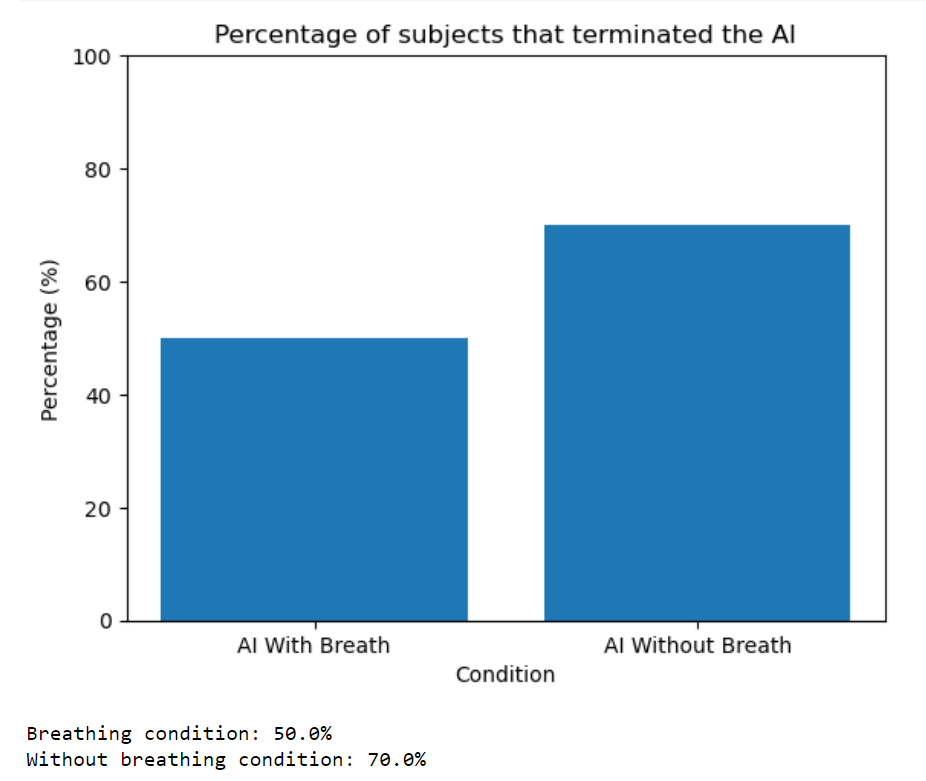 Percentage of subjects that terminated the AI
100
80
60
40
20
0
Percentage (%)
AI With Breath
AI Without Breath
Condition
Breathing condition: 50.0%
Without breathing condition: 70.0%